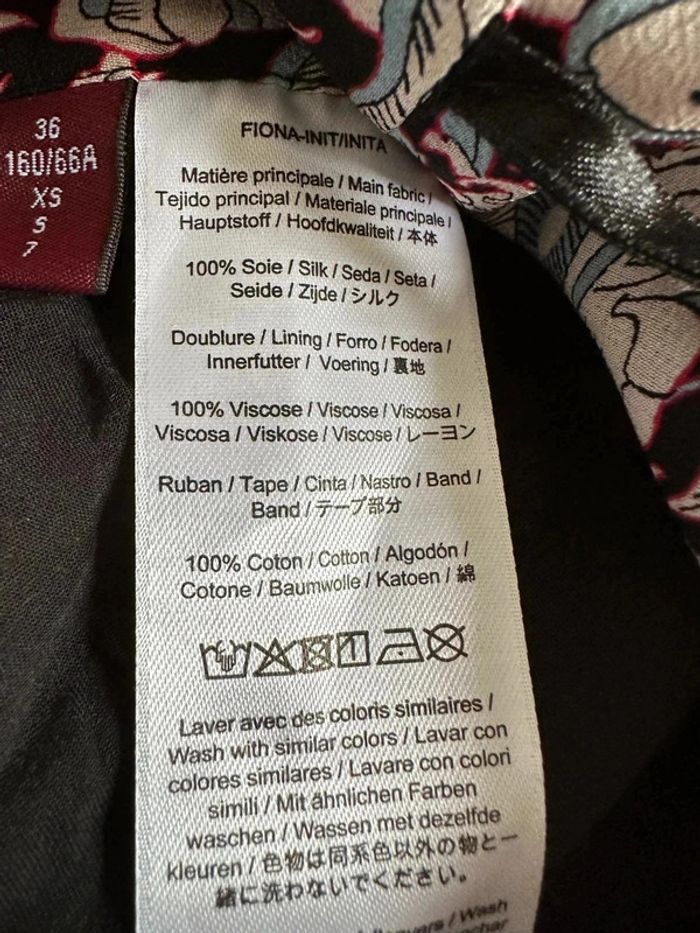 36
160/66A
XS
S
7
FIONA-INIT/INITA
Matière principale / Main fabric /
Tejido principal / Materiale principale /
Hauptstoff / Hoofdkwaliteit / 本体
100% Soie / Silk / Seda / Seta /
Seide / Zijde / シルク
Doublure / Lining / Forro / Fodera /
Innerfutter / Voering / 裏地
100% Viscose / Viscose / Viscosa /
Viscosa / Viskose / Viscose / レーヨン
Ruban / Tape / Cinta / Nastro / Band /
Band / テープ部分
100% Coton / Cotton / Algodón /
Cotone / Baumwolle / Katoen / 綿
Laver avec des coloris similaires /
Wash with similar colors / Lavar con
colores similares / Lavare con colori
simili / Mit ähnlichen Farben
waschen / Wassen met dezelfde
kleuren / 色物は同系色以外の物と一
緒に洗わないでください。
/ Wash